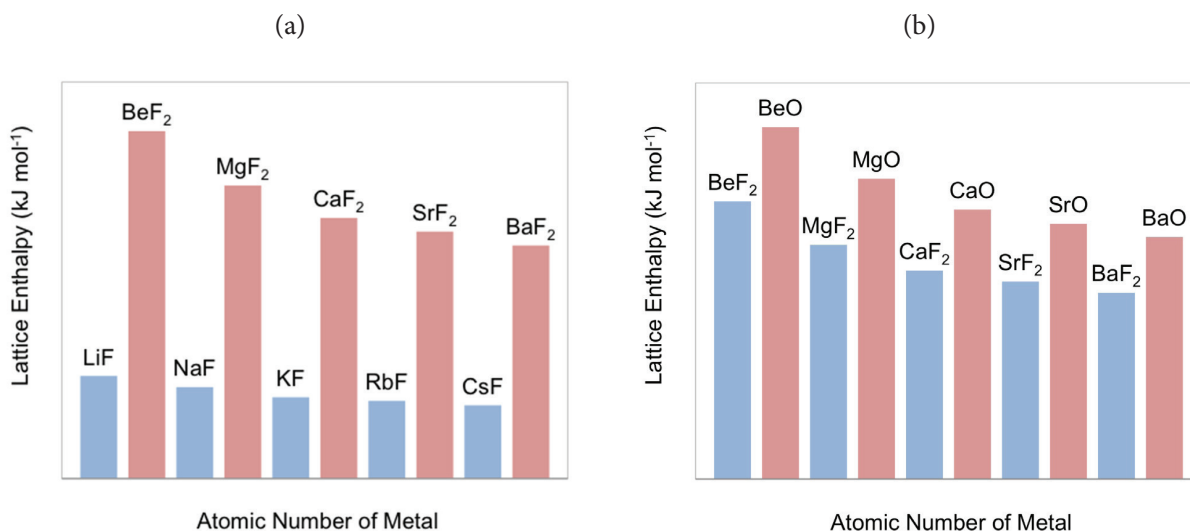 (a)
Lattice Enthalpy (kJ mol⁻¹)
BeF₂
MgF₂
CaF₂
SrF₂
BaF₂
LiF
NaF
KF
RbF
CsF
Atomic Number of Metal
(b)
Lattice Enthalpy (kJ mol⁻¹)
BeO
MgO
CaO
SrO
BaO
BeF₂
MgF₂
CaF₂
SrF₂
BaF₂
Atomic Number of Metal